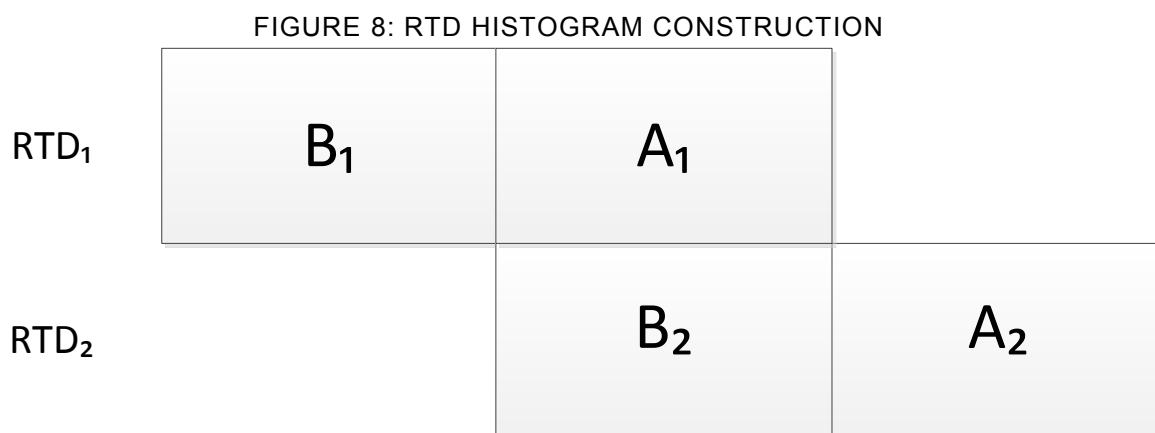 FIGURE 8: RTD HISTOGRAM CONSTRUCTION
RTD₁ B₁ A₁
RTD₂ B₂ A₂